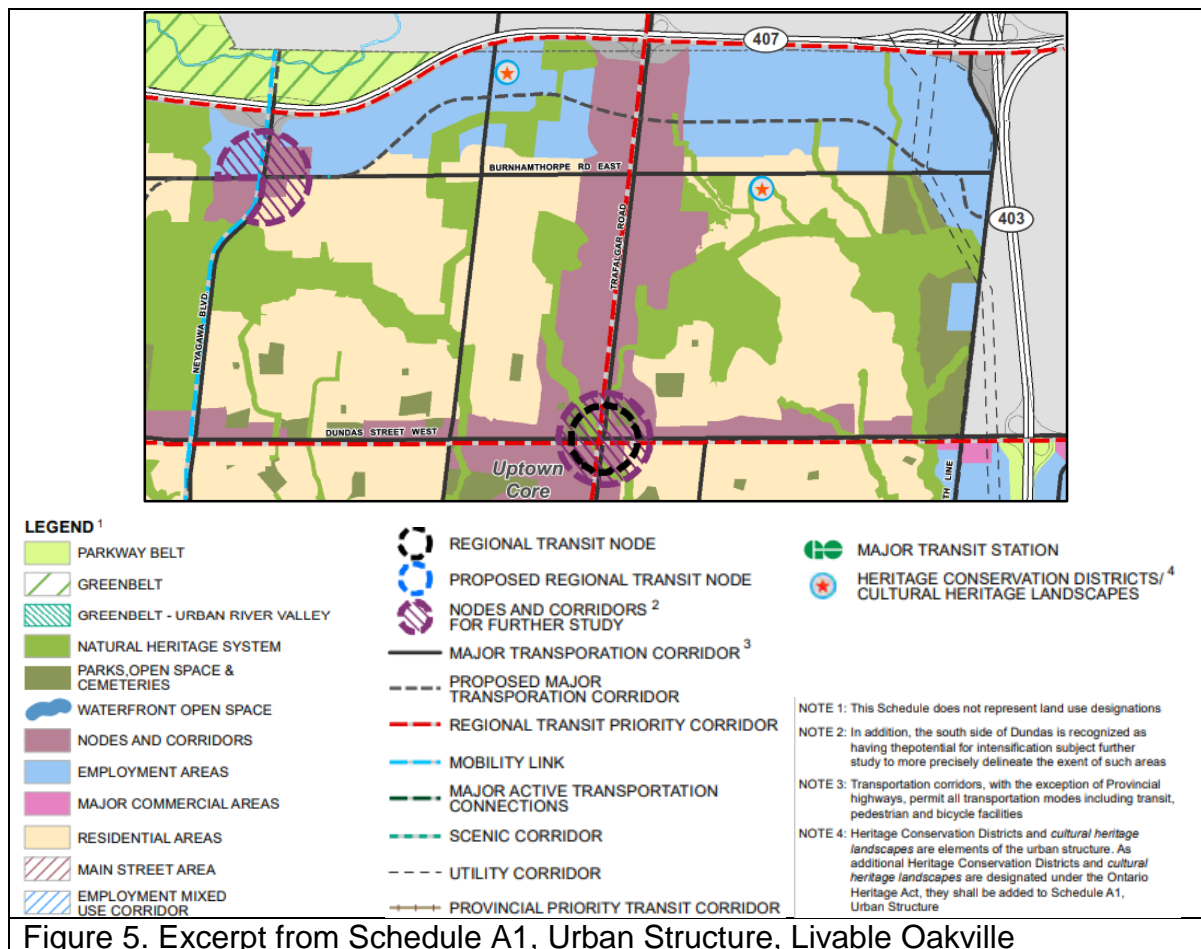 407
BURNHAMTHORPE RD EAST
TRAFALGAR ROAD
403
NEYAGAWA BLVD
DUNDAS STREET WEST
Uptown
Core
TH LINE
LEGEND 1
PARKWAY BELT
GREENBELT
GREENBELT - URBAN RIVER VALLEY
NATURAL HERITAGE SYSTEM
PARKS,OPEN SPACE &
CEMETERIES
WATERFRONT OPEN SPACE
NODES AND CORRIDORS
EMPLOYMENT AREAS
MAJOR COMMERCIAL AREAS
RESIDENTIAL AREAS
MAIN STREET AREA
EMPLOYMENT MIXED
USE CORRIDOR
REGIONAL TRANSIT NODE
PROPOSED REGIONAL TRANSIT NODE
NODES AND CORRIDORS 2
FOR FURTHER STUDY
MAJOR TRANSPORATION CORRIDOR 3
PROPOSED MAJOR
TRANSPORATION CORRIDOR
REGIONAL TRANSIT PRIORITY CORRIDOR
MOBILITY LINK
MAJOR ACTIVE TRANSPORTATION
CONNECTIONS
SCENIC CORRIDOR
UTILITY CORRIDOR
PROVINCIAL PRIORITY TRANSIT CORRIDOR
GO MAJOR TRANSIT STATION
HERITAGE CONSERVATION DISTRICTS/ 4
CULTURAL HERITAGE LANDSCAPES
NOTE 1: This Schedule does not represent land use designations
NOTE 2: In addition, the south side of Dundas is recognized as
having thepotential for intensification subject further
study to more precisely delineate the exent of such areas
NOTE 3: Transportation corridors, with the exception of Provincial
highways, permit all transportation modes including transit,
pedestrian and bicycle facilities
NOTE 4: Heritage Conservation Districts and cultural heritage
landscapes are elements of the urban structure. As
additional Heritage Conservation Districts and cultural
heritage landscapes are designated under the Ontario
Heritage Act, they shall be added to Schedule A1,
Urban Structure
Figure 5. Excerpt from Schedule A1, Urban Structure, Livable Oakville